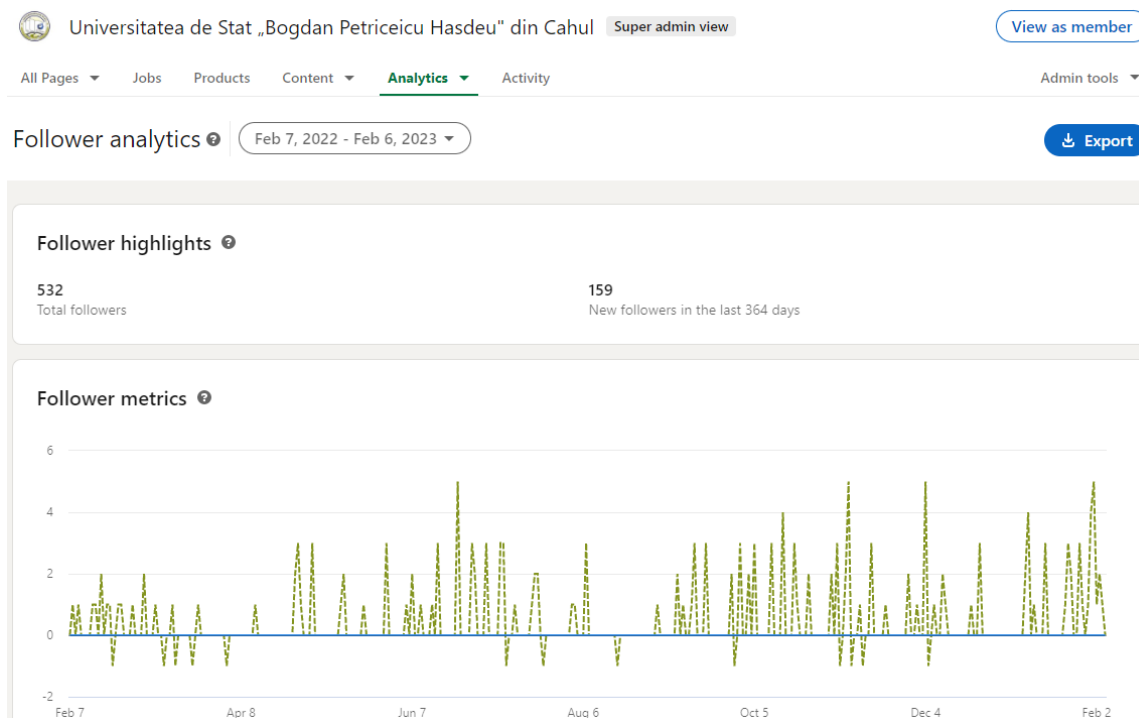 Universitatea de Stat „Bogdan Petriceicu Hasdeu" din Cahul Super admin view View as member
All Pages Jobs Products Content Analytics Activity Admin tools
Follower analytics Feb 7, 2022 - Feb 6, 2023 Export
Follower highlights
532 159
Total followers New followers in the last 364 days
Follower metrics
6
4
2
0
-2
Feb 7 Apr 8 Jun 7 Aug 6 Oct 5 Dec 4 Feb 2